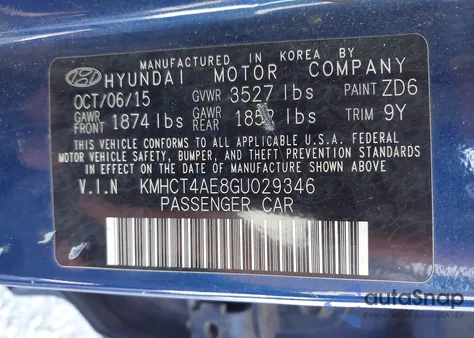 MANUFACTURED IN KOREA BY
HYUNDAI MOTOR COMPANY
OCT/06/15 GVWR 3527 lbs PAINT ZD6
GAWR FRONT 1874 lbs GAWR REAR lbs TRIM 9Y
THIS VEHICLE CONFORMS TO ALL APPLICABLE U.S.A. FEDERAL
MOTOR VEHICLE SAFETY, BUMPER, AND THEFT PREVENTION STANDARDS
IN EFFECT ON THE DATE OF MANUFACTURE SHOWN ABOVE.
V.I.N KMHCT4AE8GU029346
PASSENGER CAR
autoSnap